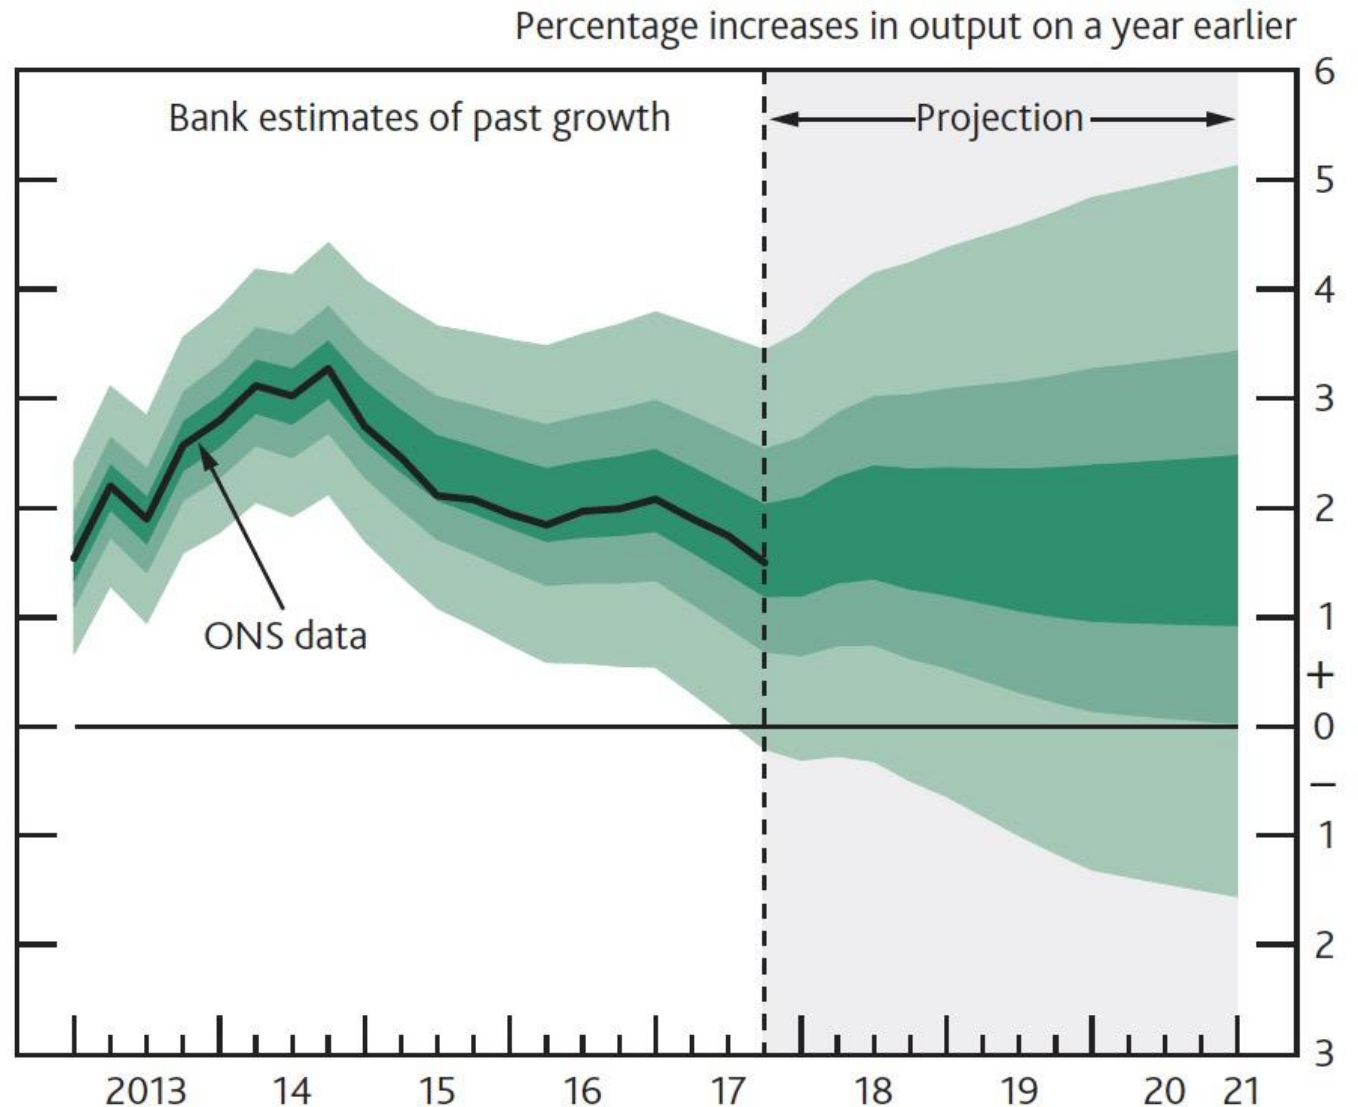 Percentage increases in output on a year earlier
Bank estimates of past growth
Projection
ONS data
6
5
4
3
2
1
+
0
–
1
2
3
2013 14 15 16 17 18 19 20 21